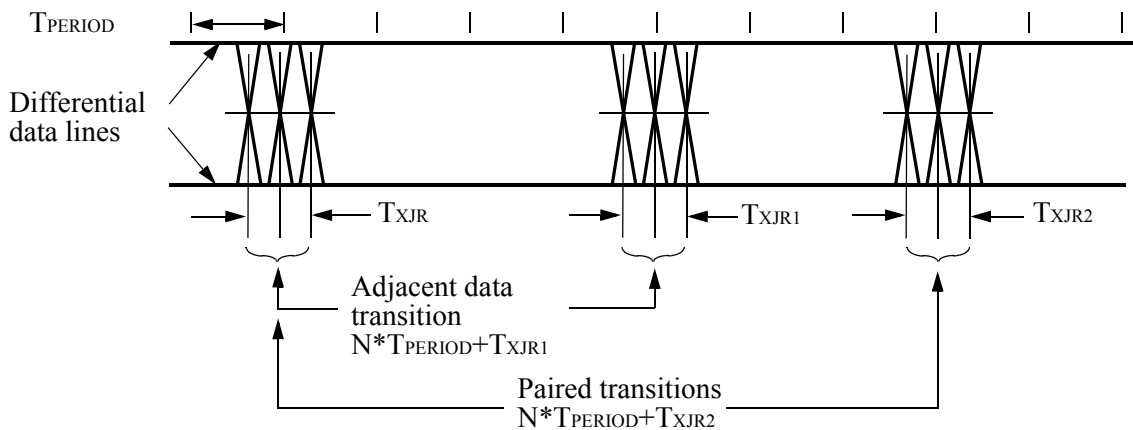 TPERIOD
Differential
data lines
TXJR
TXJR1
TXJR2
Adjacent data
transition
N*TPERIOD+TXJR1
Paired transitions
N*TPERIOD+TXJR2